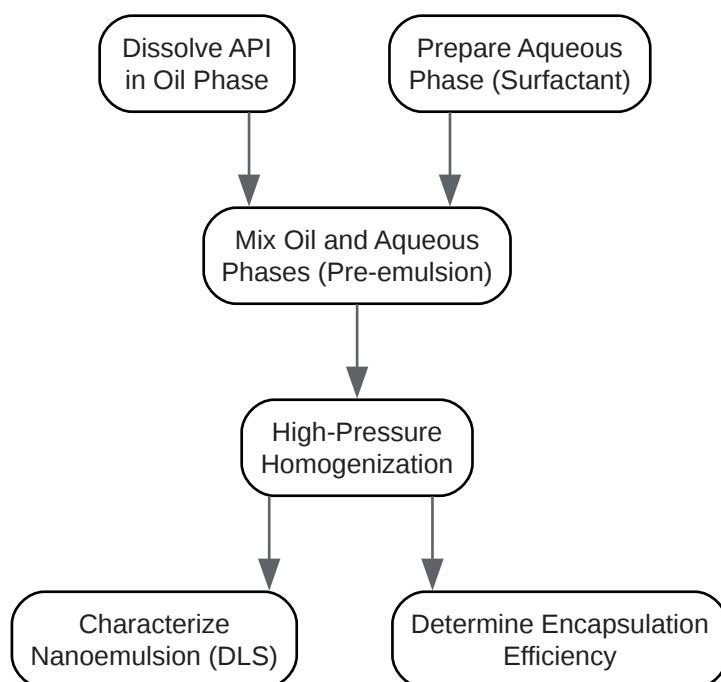 Dissolve API
in Oil Phase
Prepare Aqueous
Phase (Surfactant)
Mix Oil and Aqueous
Phases (Pre-emulsion)
High-Pressure
Homogenization
Characterize
Nanoemulsion (DLS)
Determine Encapsulation
Efficiency